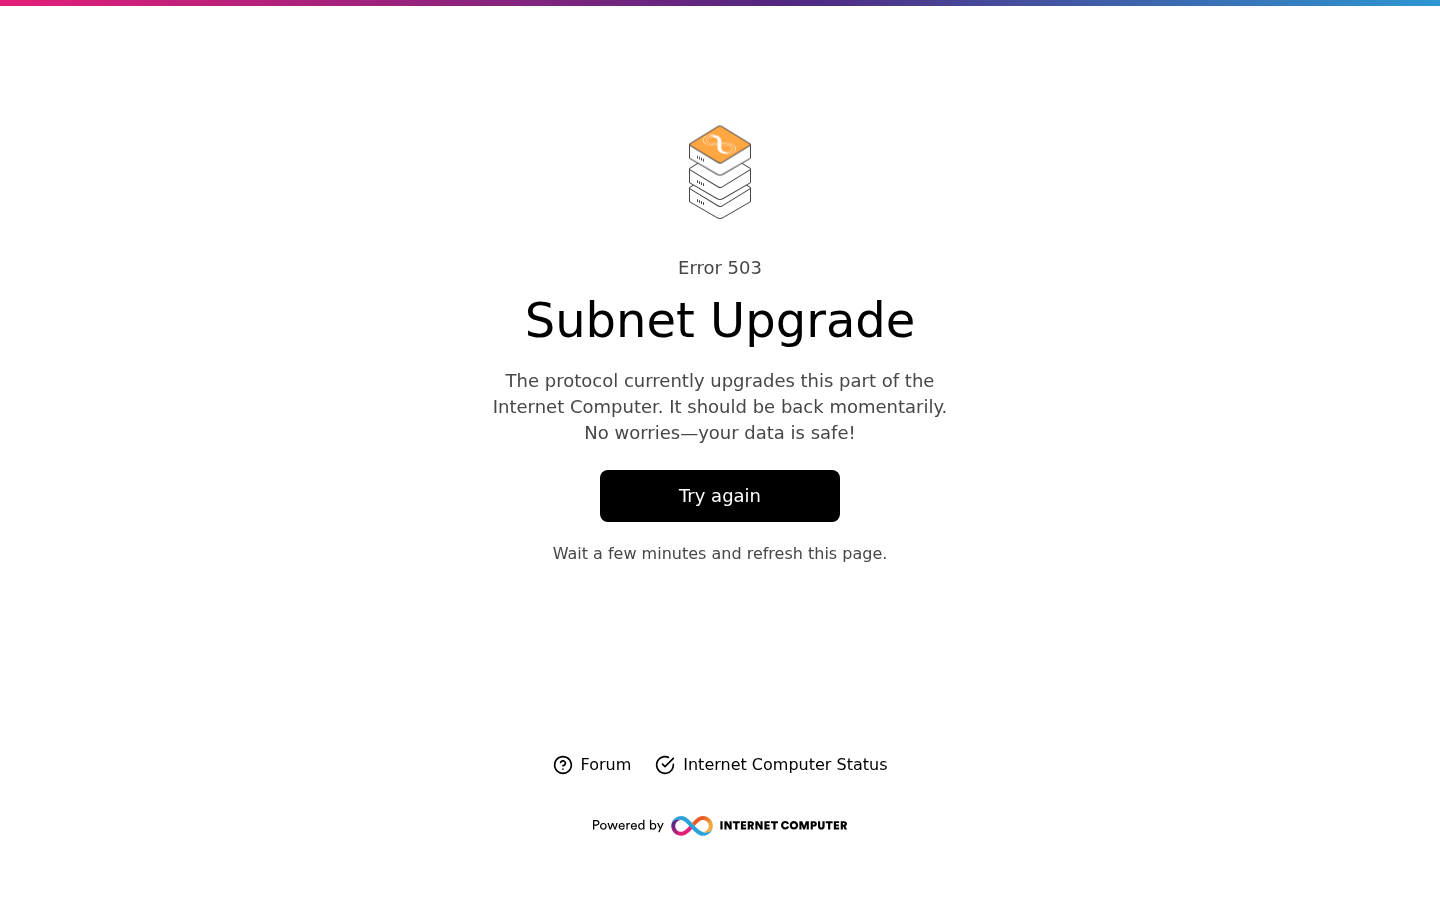 Error 503
Subnet Upgrade
The protocol currently upgrades this part of the
Internet Computer. It should be back momentarily.
No worries—your data is safe!
Try again
Wait a few minutes and refresh this page.
Forum
Internet Computer Status
Powered by INTERNET COMPUTER